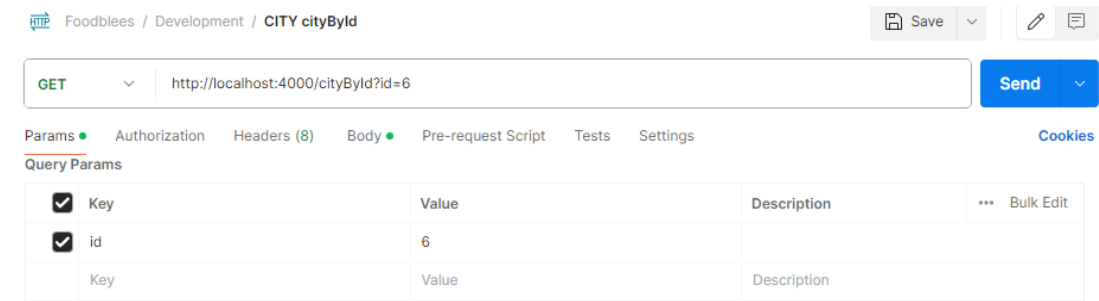 HTTP Foodblees / Development / CITY cityById Save
GET http://localhost:4000/cityById?id=6 Send
Params Authorization Headers (8) Body Pre-request Script Tests Settings Cookies
Query Params
Key Value Description Bulk Edit
id 6
Key Value Description